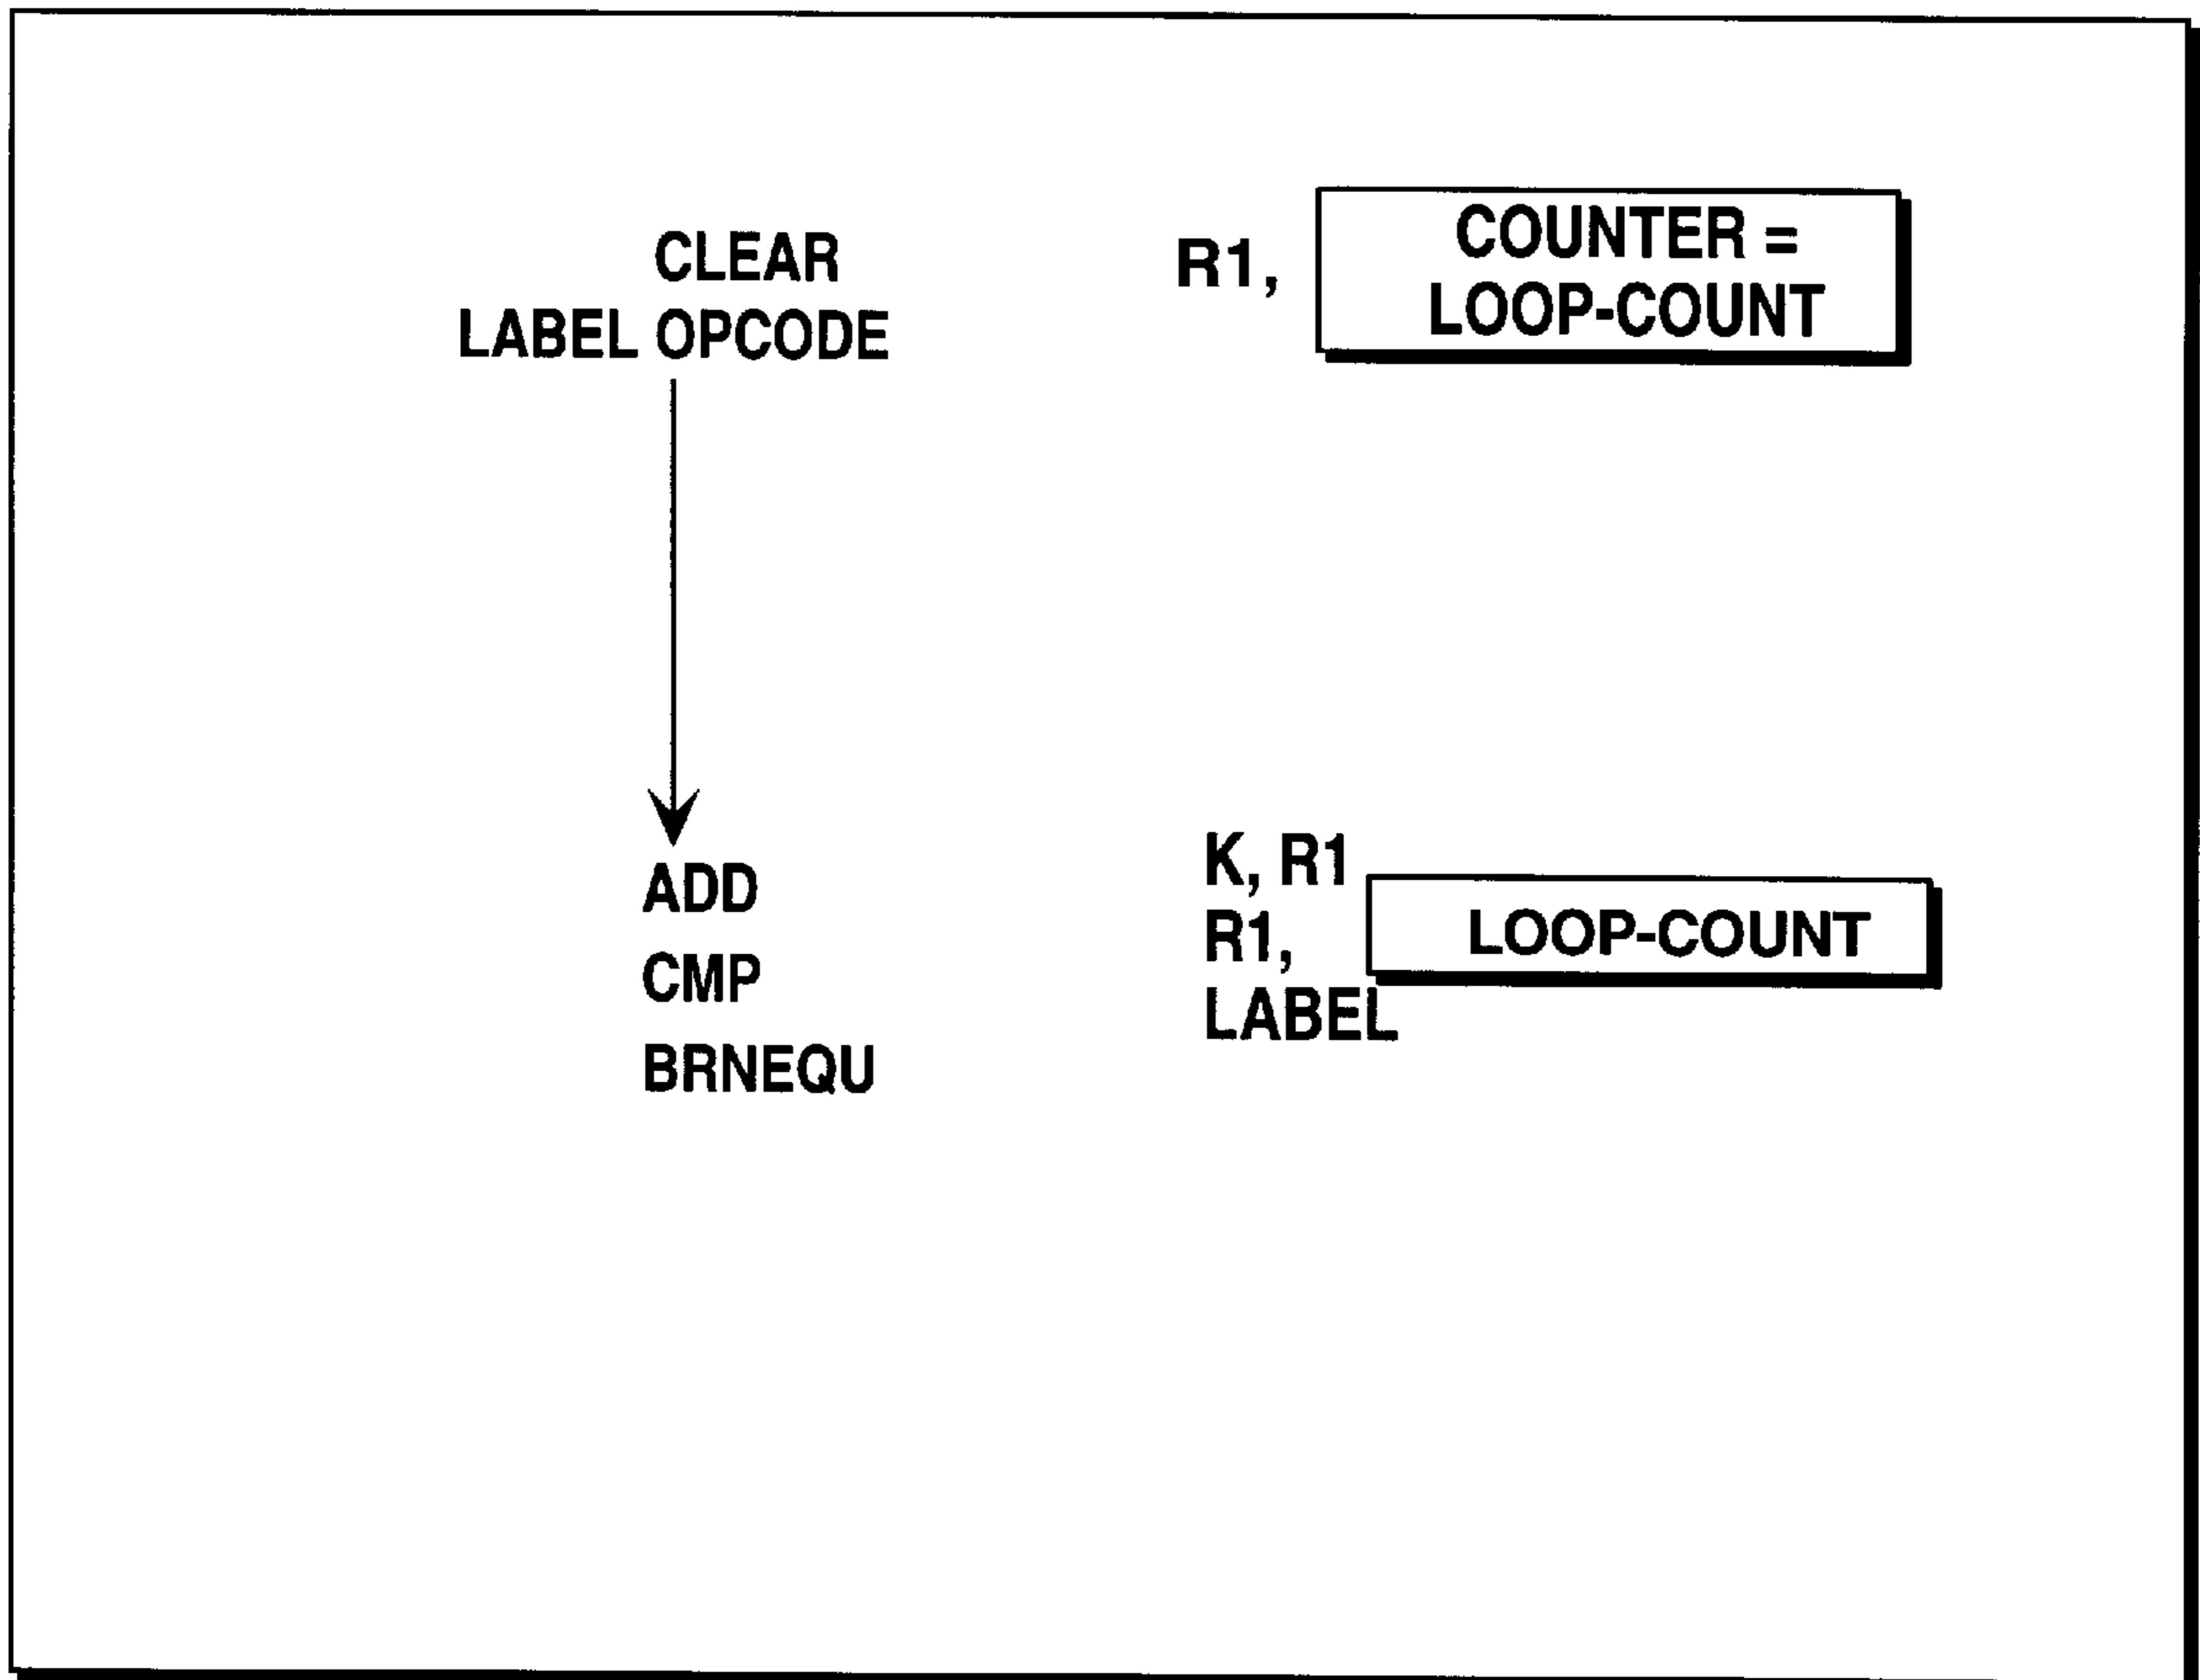 CLEAR R1, COUNTER =
LABEL OPCODE LOOP-COUNT
ADD K, R1
CMP R1, LOOP-COUNT
BRNEQU LABEL